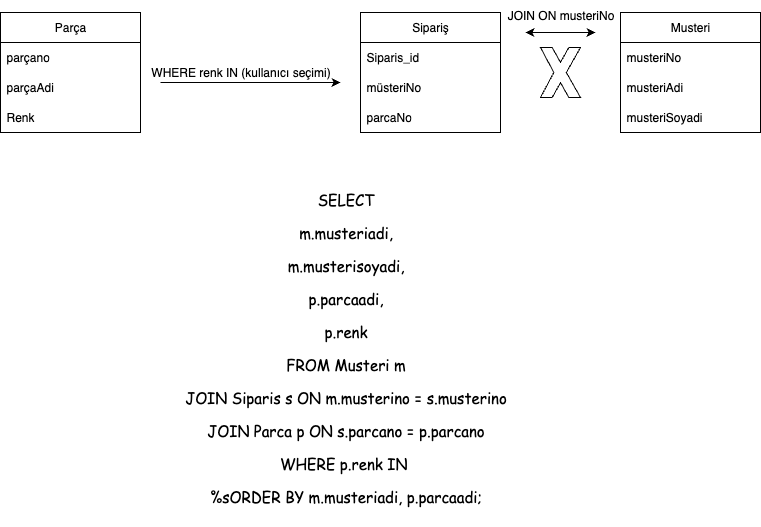 JOIN ON musteriNo
Parça
Sipariş
Musteri
parçano
Siparis_id
musteriNo
WHERE renk IN (kullanıcı seçimi)
parçaAdi
müsteriNo
musteriAdi
Renk
parcaNo
musteriSoyadi
X
SELECT
m.musteriadi,
m.musterisoyadi,
p.parcaadi,
p.renk
FROM Musteri m
JOIN Siparis s ON m.musterino = s.musterino
JOIN Parca p ON s.parcano = p.parcano
WHERE p.renk IN
%sORDER BY m.musteriadi, p.parcaadi;